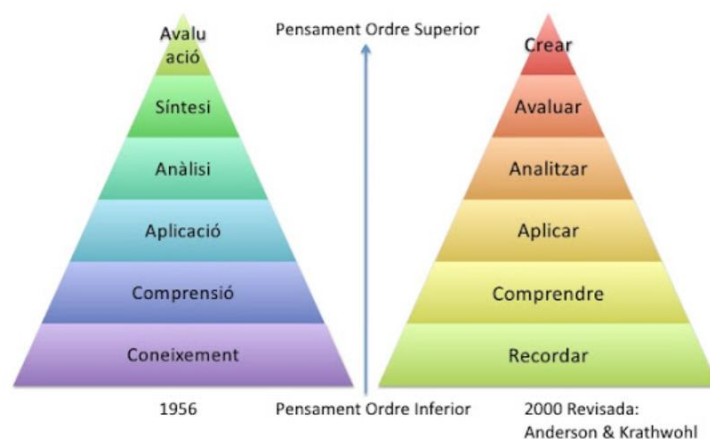 Avalu
ació
Síntesi
Anàlisi
Aplicació
Comprensió
Coneixement
1956
Pensament Ordre Superior
Pensament Ordre Inferior
Crear
Avaluar
Analitzar
Aplicar
Comprendre
Recordar
2000 Revisada:
Anderson & Krathwohl